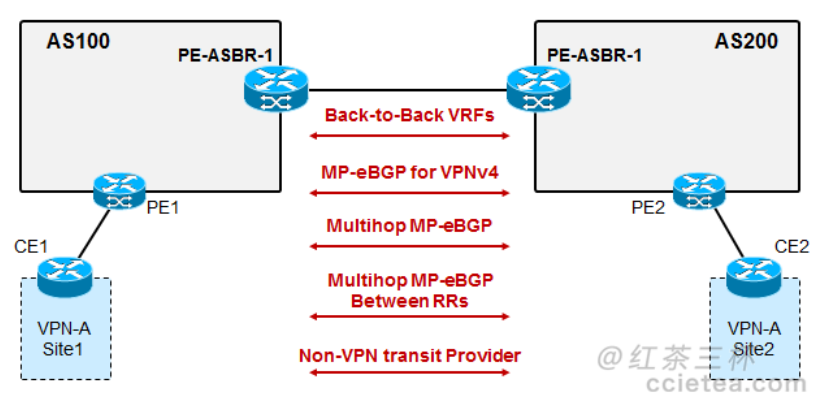 AS100
PE-ASBR-1
PE-ASBR-1
AS200
Back-to-Back VRFs
MP-eBGP for VPNv4
PE1
PE2
Multihop MP-eBGP
CE1
CE2
Multihop MP-eBGP
Between RRs
VPN-A
Site1
VPN-A
Site2
Non-VPN transit Provider
@红茶三杯
ccietea.com